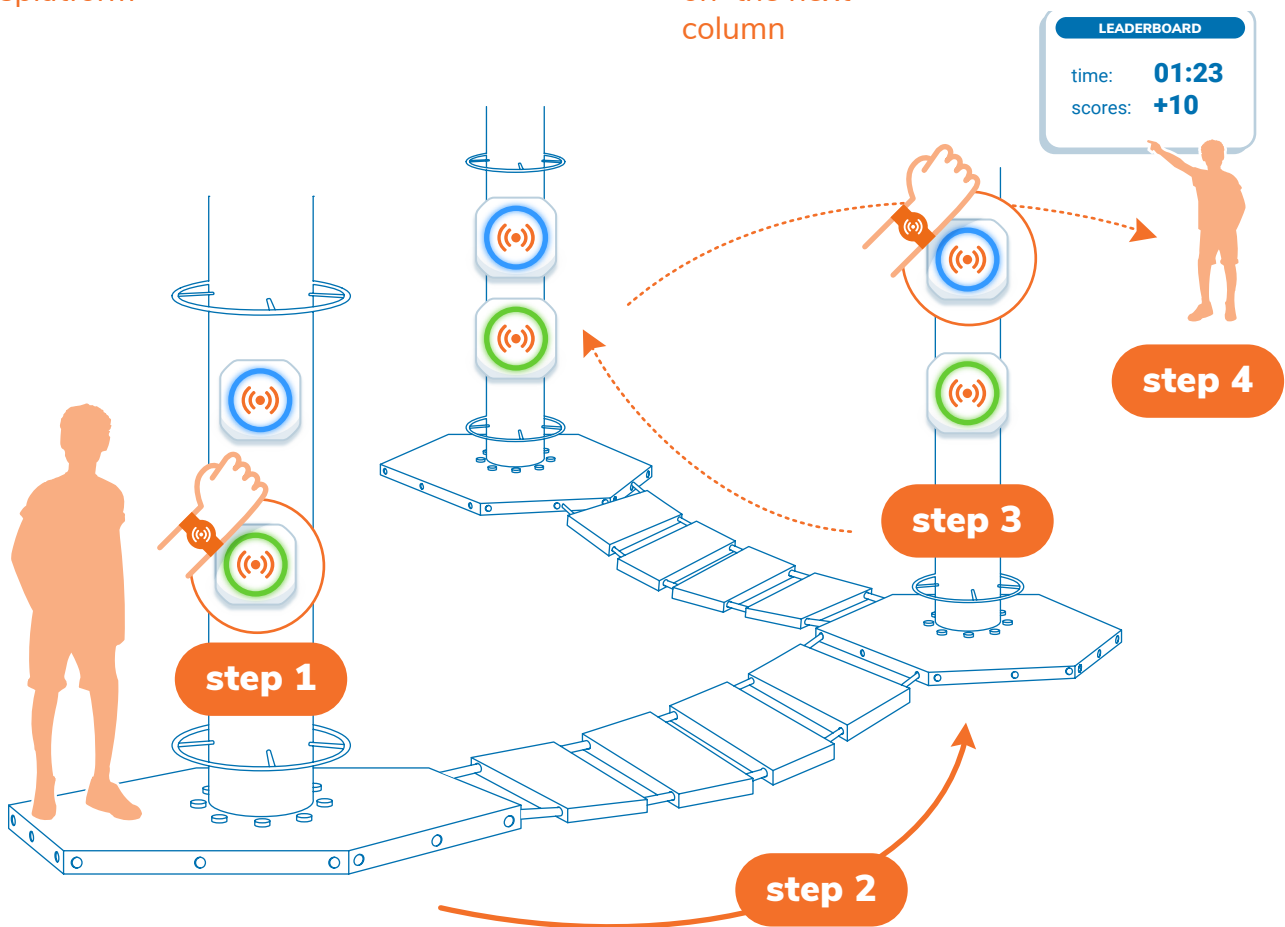 column
LEADERBOARD
time: 01:23
scores: +10
step 4
step 3
step 1
step 2